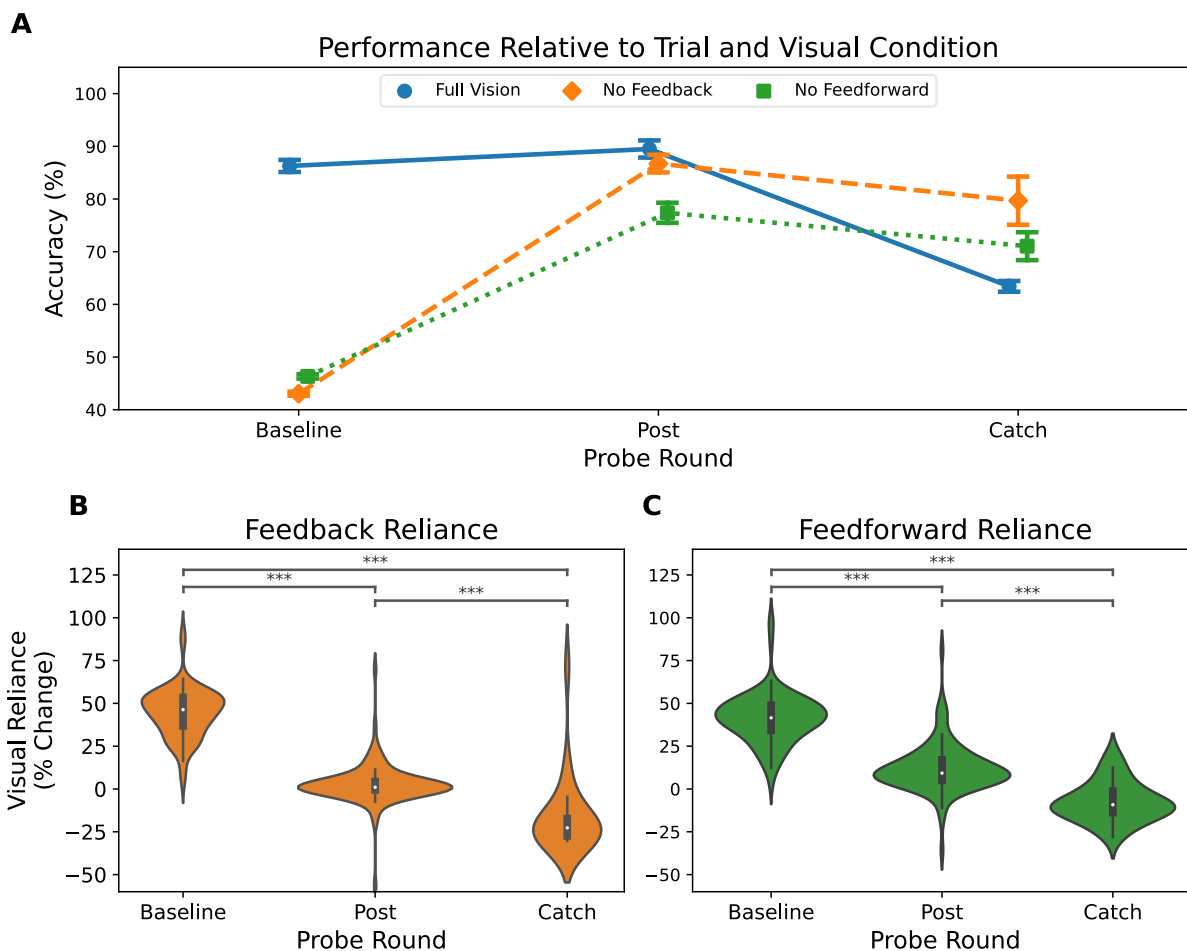 A
Performance Relative to Trial and Visual Condition
Full Vision No Feedback No Feedforward
Accuracy (%)
100
90
80
70
60
50
40
Baseline Post Catch
Probe Round
B
Feedback Reliance
Visual Reliance
(% Change)
125
100
75
50
25
0
−25
−50
***
***
***
Baseline Post Catch
Probe Round
C
Feedforward Reliance
125
100
75
50
25
0
−25
−50
***
***
***
Baseline Post Catch
Probe Round